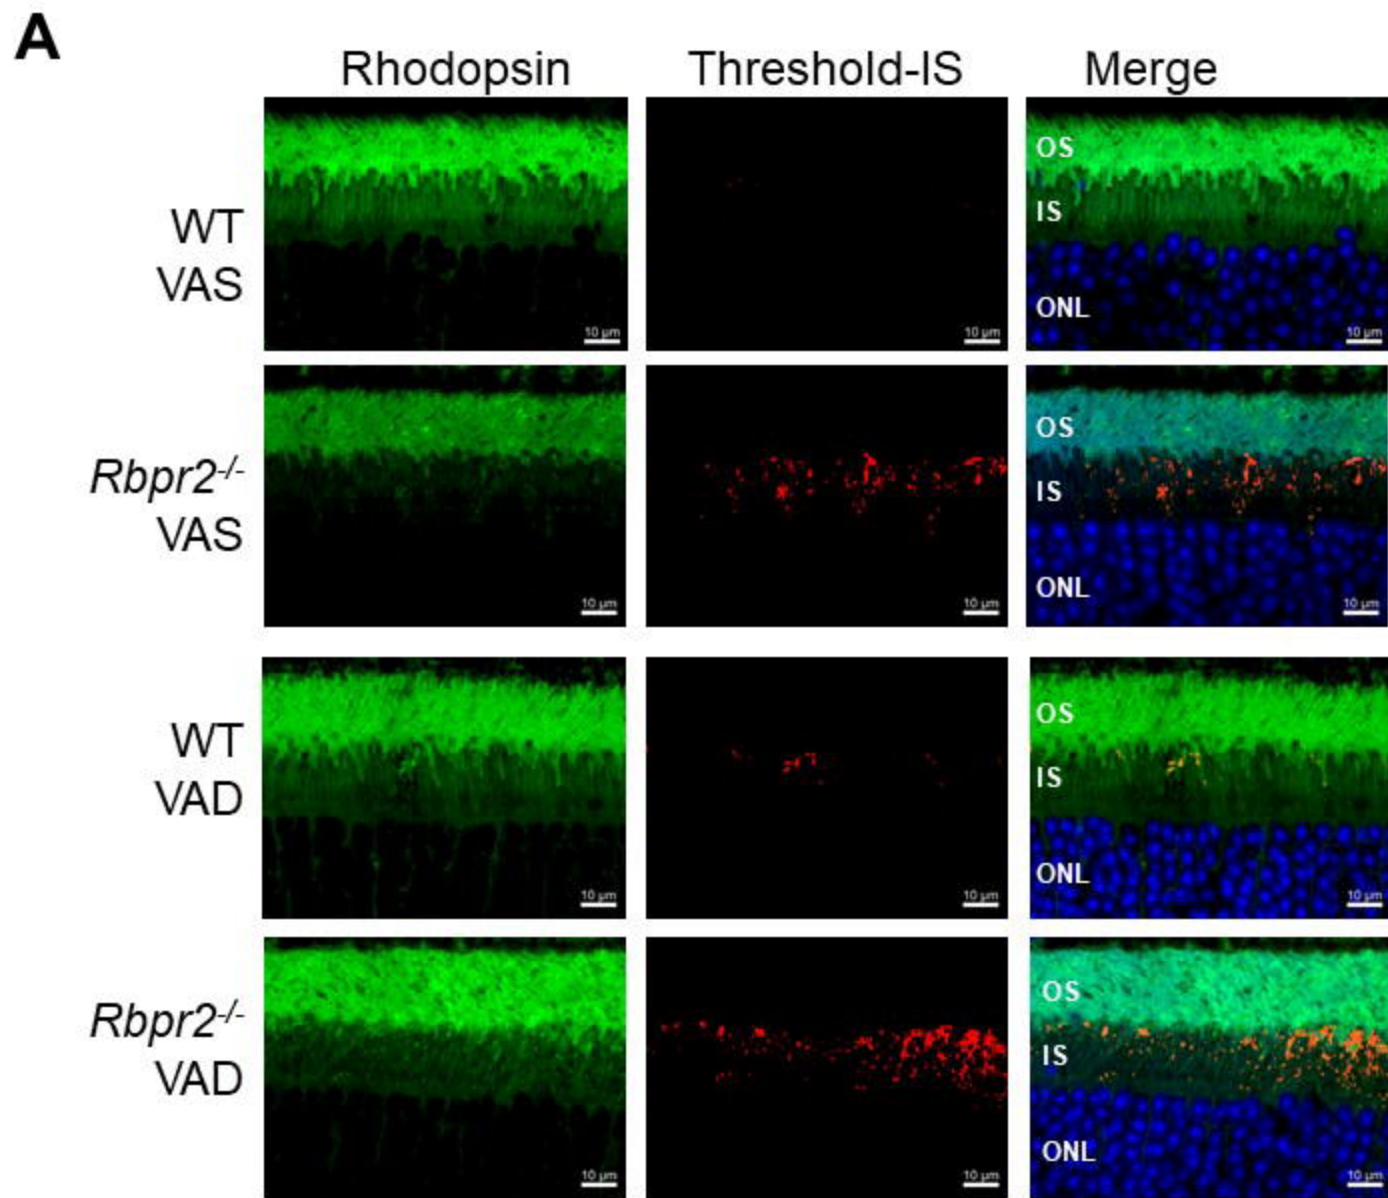 A
Rhodopsin Threshold-IS Merge
WT
VAS
10 µm
10 µm
OS
IS
ONL
10 µm
Rbpr2-/-
VAS
10 µm
10 µm
OS
IS
ONL
10 µm
WT
VAD
10 µm
10 µm
OS
IS
ONL
10 µm
Rbpr2-/-
VAD
10 µm
10 µm
OS
IS
ONL
10 µm